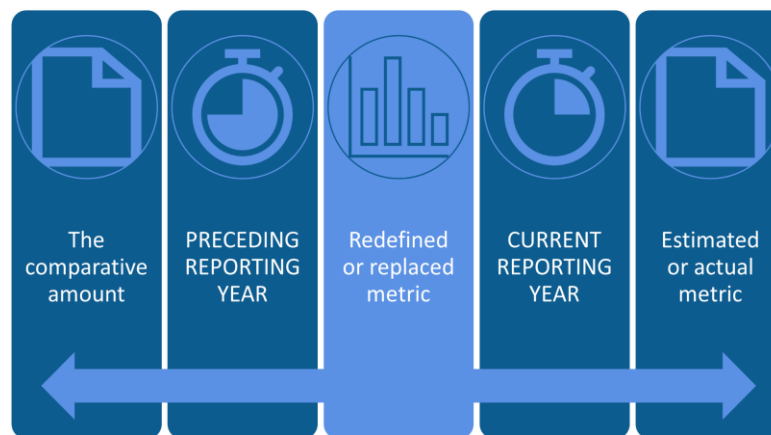 The
comparative
amount
PRECEDING
REPORTING
YEAR
Redefined
or replaced
metric
CURRENT
REPORTING
YEAR
Estimated
or actual
metric